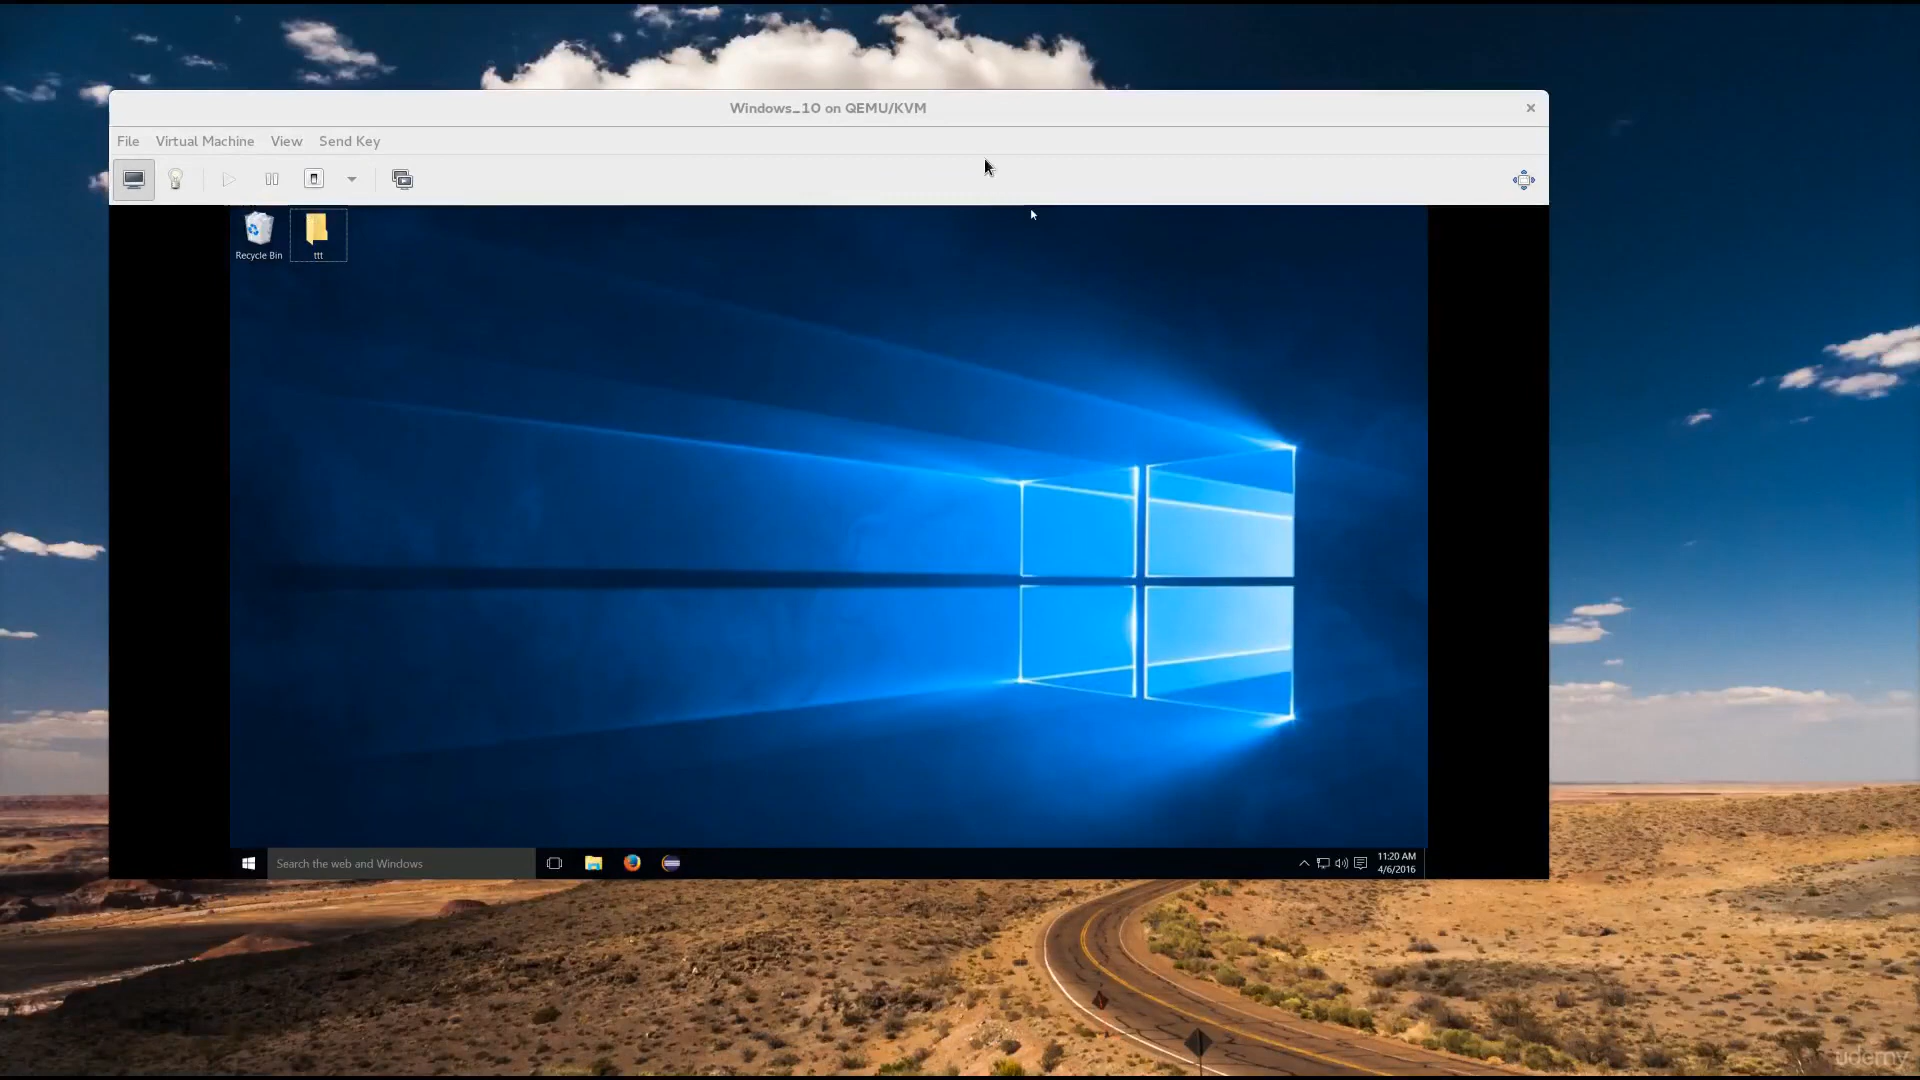 Windows_10 on QEMU/KVM
File Virtual Machine View Send Key
Recycle Bin ttt
Search the web and Windows
11:20 AM
4/6/2016
udemy